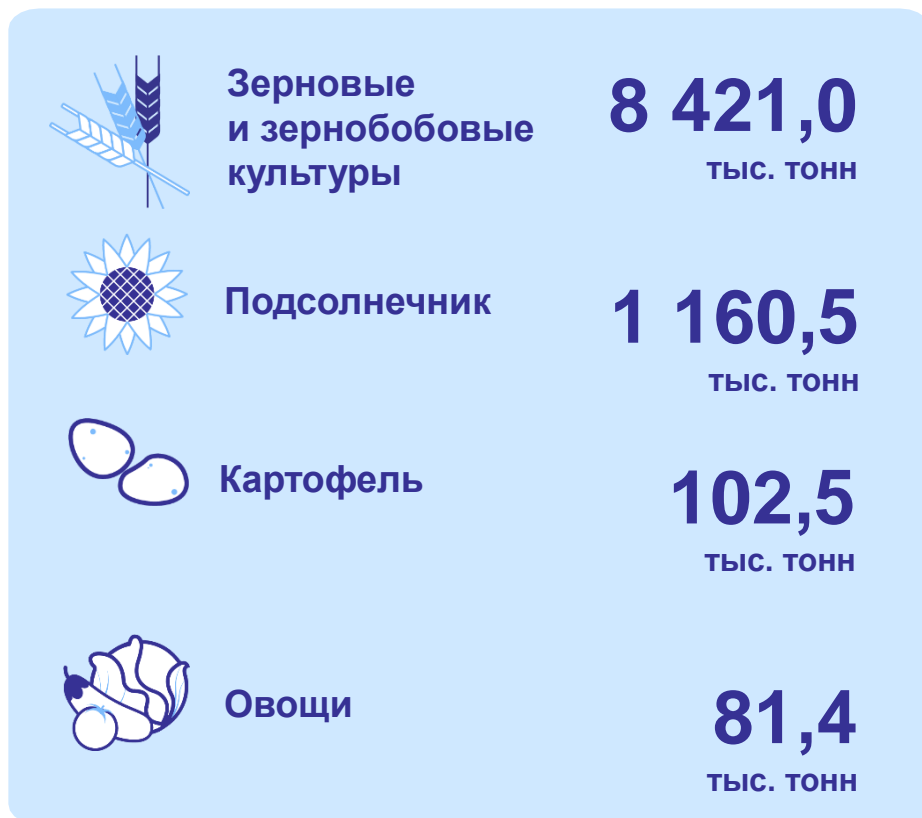 Зерновые
и зернобобовые
культуры
8 421,0
тыс. тонн
Подсолнечник
1 160,5
тыс. тонн
Картофель
102,5
тыс. тонн
Овощи
81,4
тыс. тонн